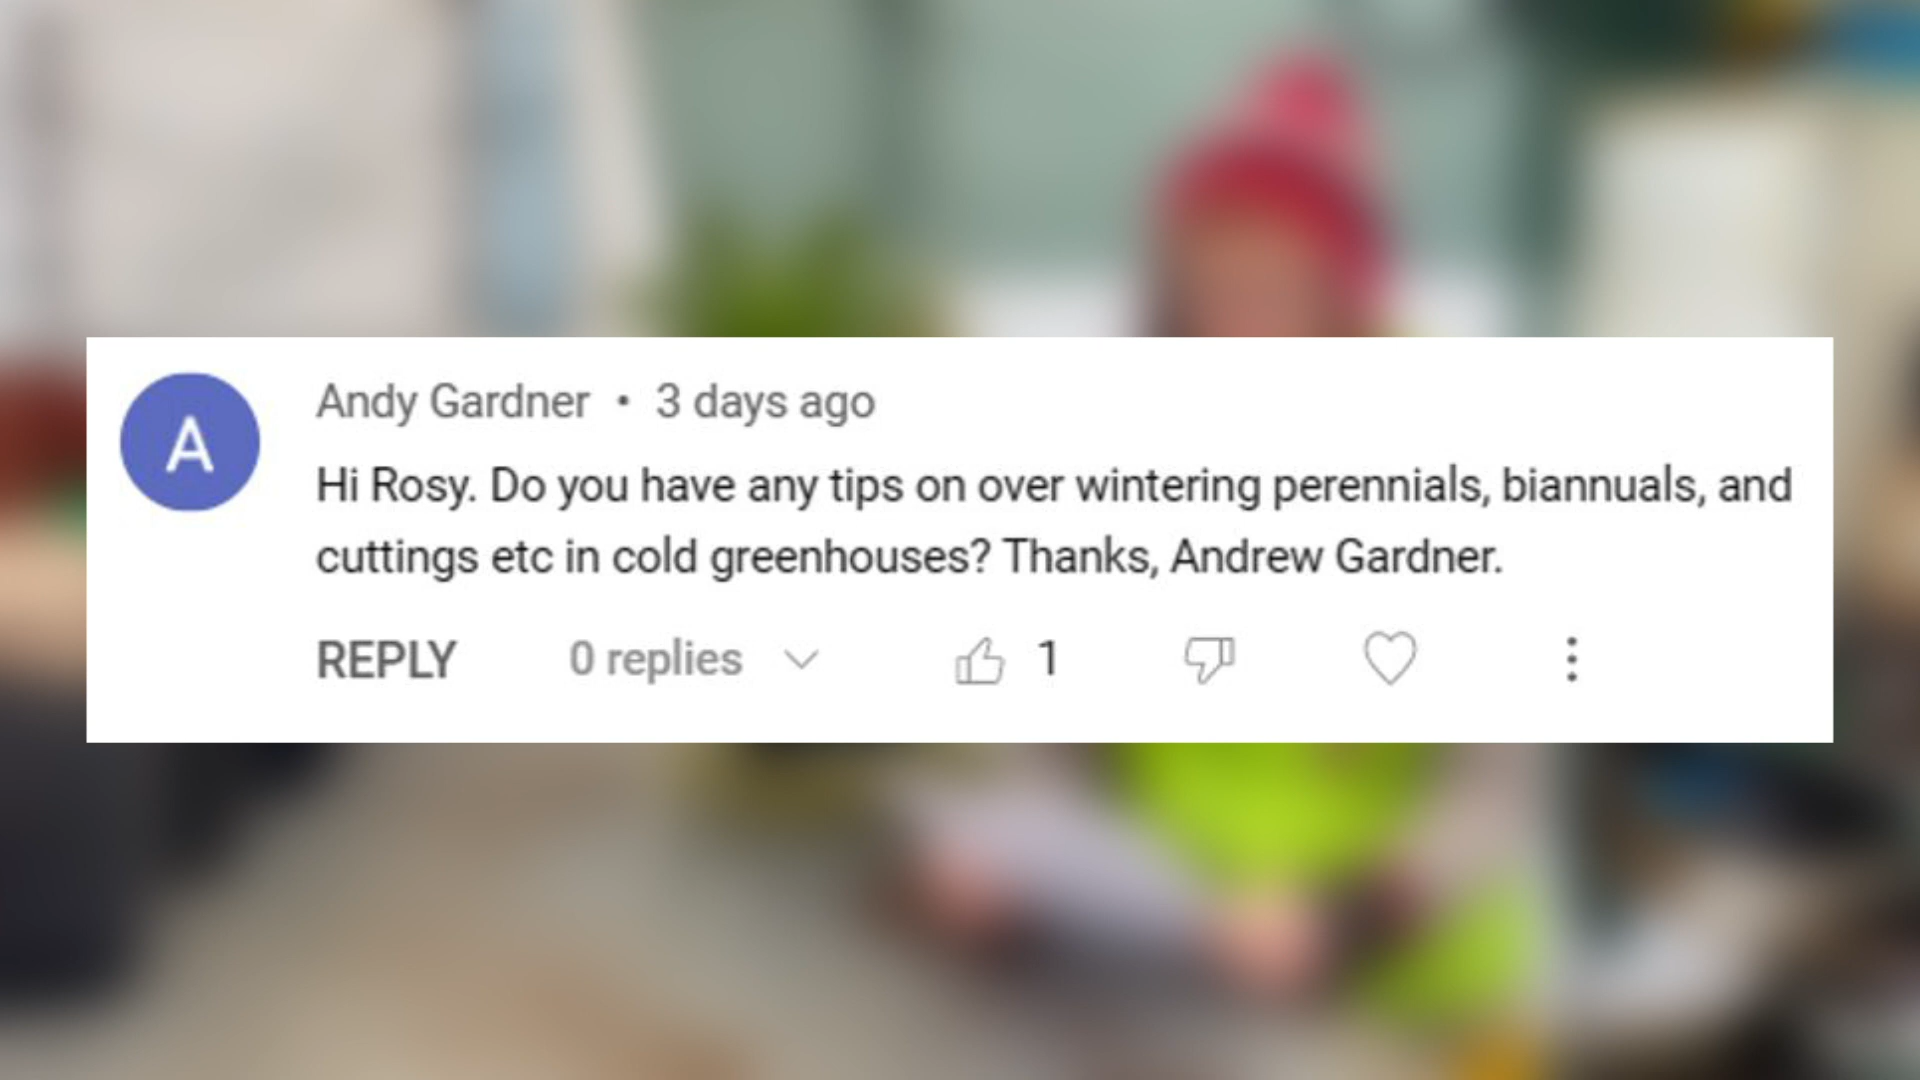 A
Andy Gardner • 3 days ago
Hi Rosy. Do you have any tips on over wintering perennials, biannuals, and
cuttings etc in cold greenhouses? Thanks, Andrew Gardner.
REPLY 0 replies 1